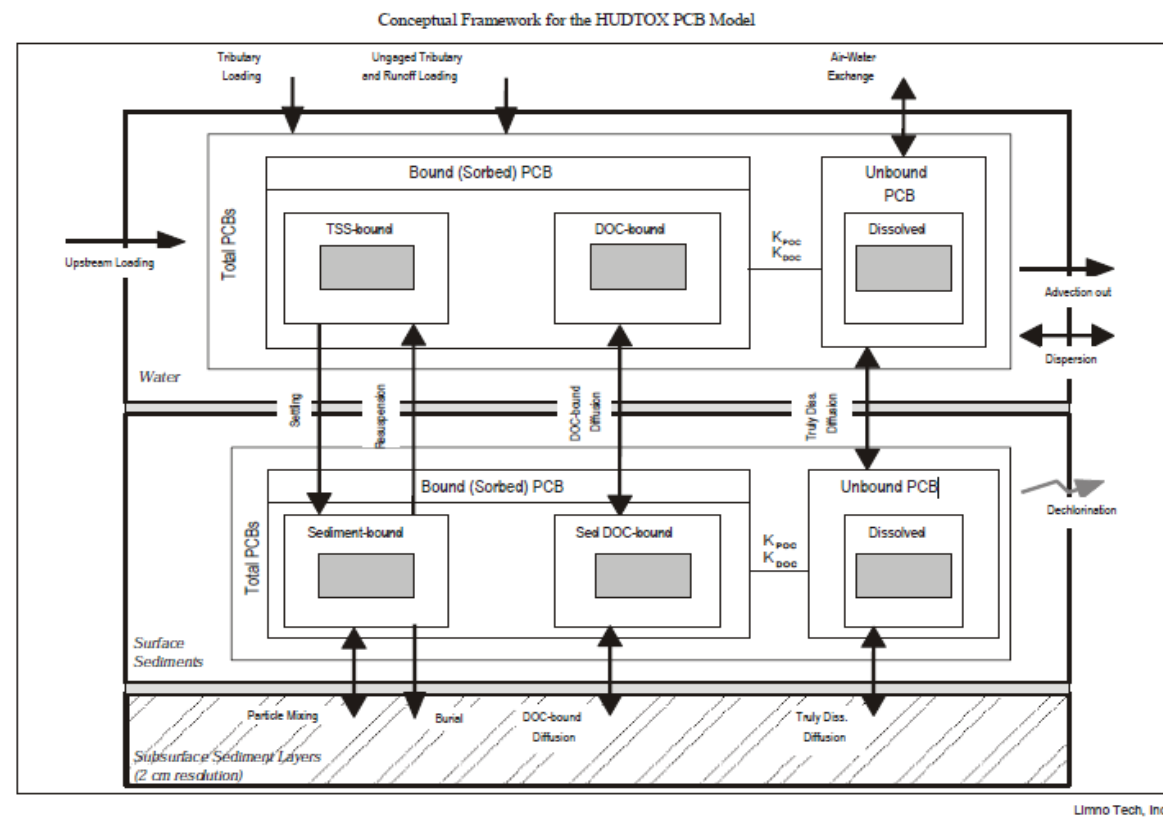 Conceptual Framework for the HUDTOX PCB Model
Tributary
Loading
Ungaged Tributary
and Runoff Loading
Air-Water
Exchange
Bound (Sorbed) PCB
Unbound
PCB
Total PCBs
TSS-bound
DOC-bound
Dissolved
K POC
K DOC
Upstream Loading
Advection out
Dispersion
Water
Settling
Resuspension
DOC-bound
Diffusion
Truly Diss.
Diffusion
Bound (Sorbed) PCB
Unbound PCB
Total PCBs
Sediment-bound
Sed DOC-bound
Dissolved
K POC
K DOC
Dechlorination
Surface
Sediments
Particle Mixing
Burial
DOC-bound
Diffusion
Truly Diss.
Diffusion
Subsurface Sediment Layers
(2 cm resolution)
Limno Tech, Inc